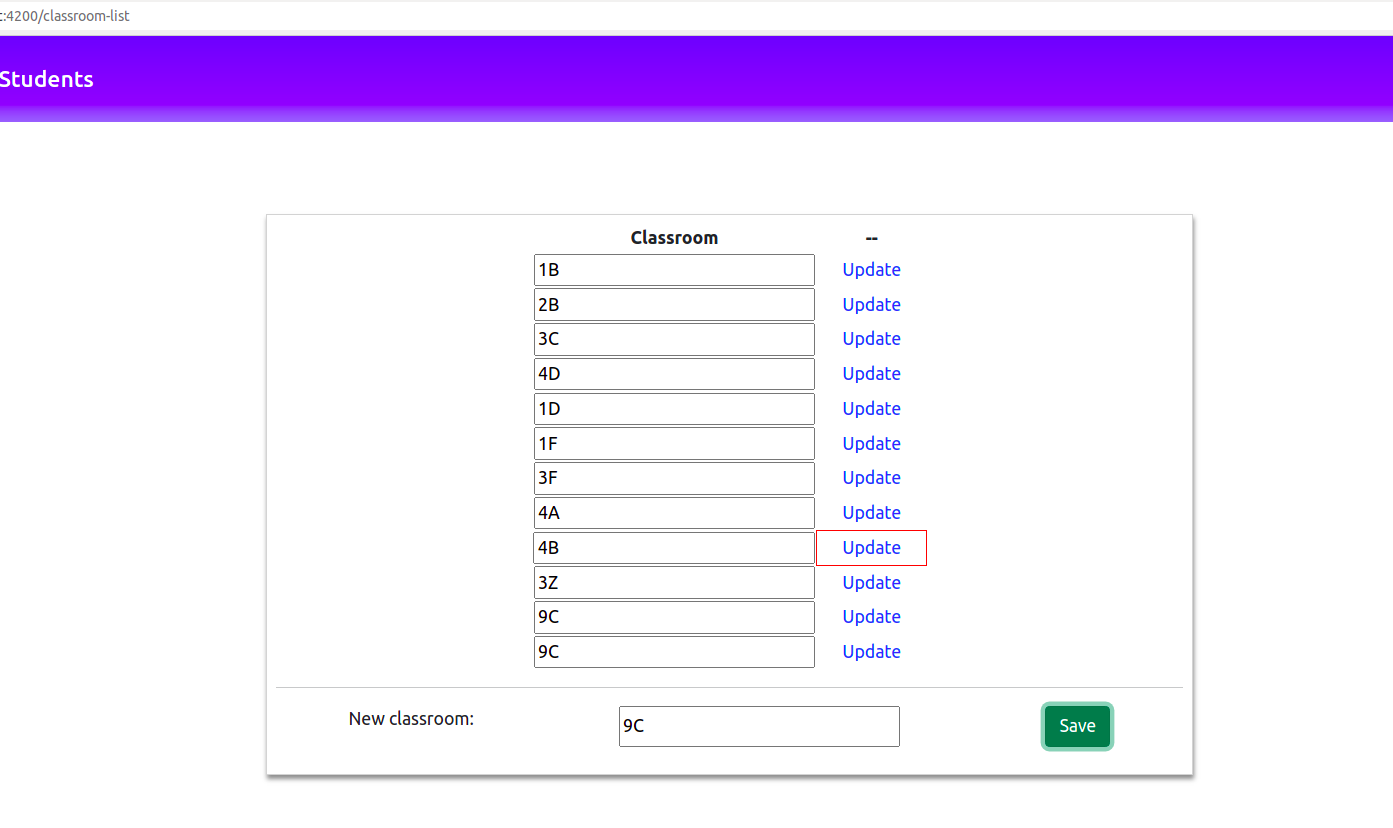 :4200/classroom-list
Students
Classroom --
1B Update
2B Update
3C Update
4D Update
1D Update
1F Update
3F Update
4A Update
4B Update
3Z Update
9C Update
9C Update
New classroom: 9C Save